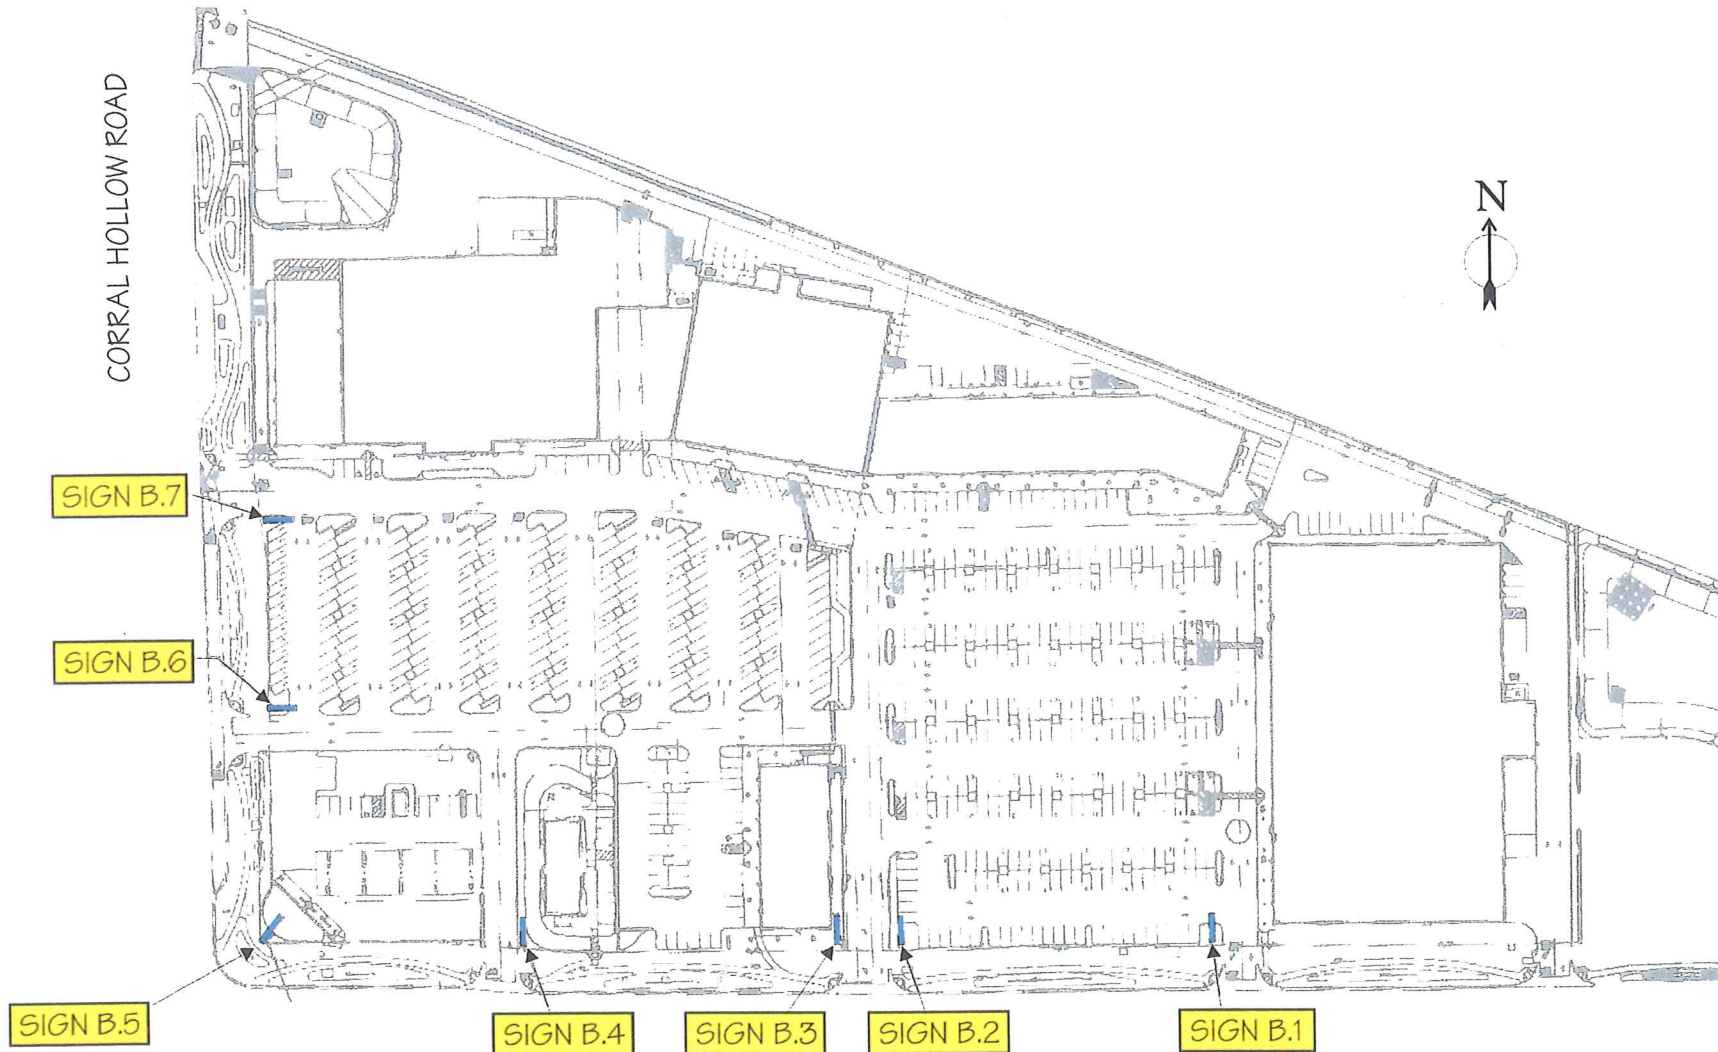 CORRAL HOLLOW ROAD
N
SIGN B.7
SIGN B.6
SIGN B.5
SIGN B.4
SIGN B.3
SIGN B.2
SIGN B.1